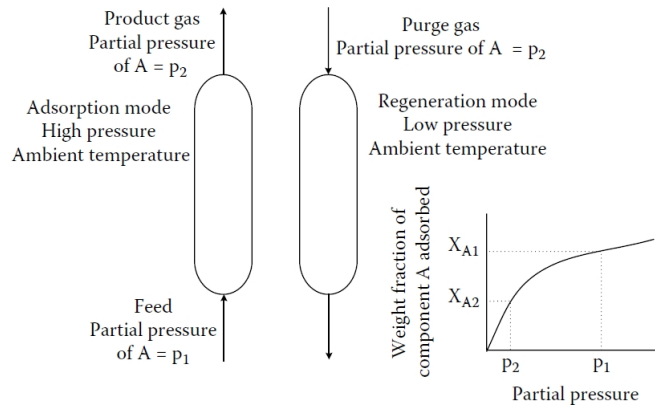 Product gas
Partial pressure
of A = p₂
Purge gas
Partial pressure of A = p₂
Adsorption mode
High pressure
Ambient temperature
Regeneration mode
Low pressure
Ambient temperature
Feed
Partial pressure
of A = p₁
Weight fraction of
component A adsorbed
X_A1
X_A2
p₂
p₁
Partial pressure